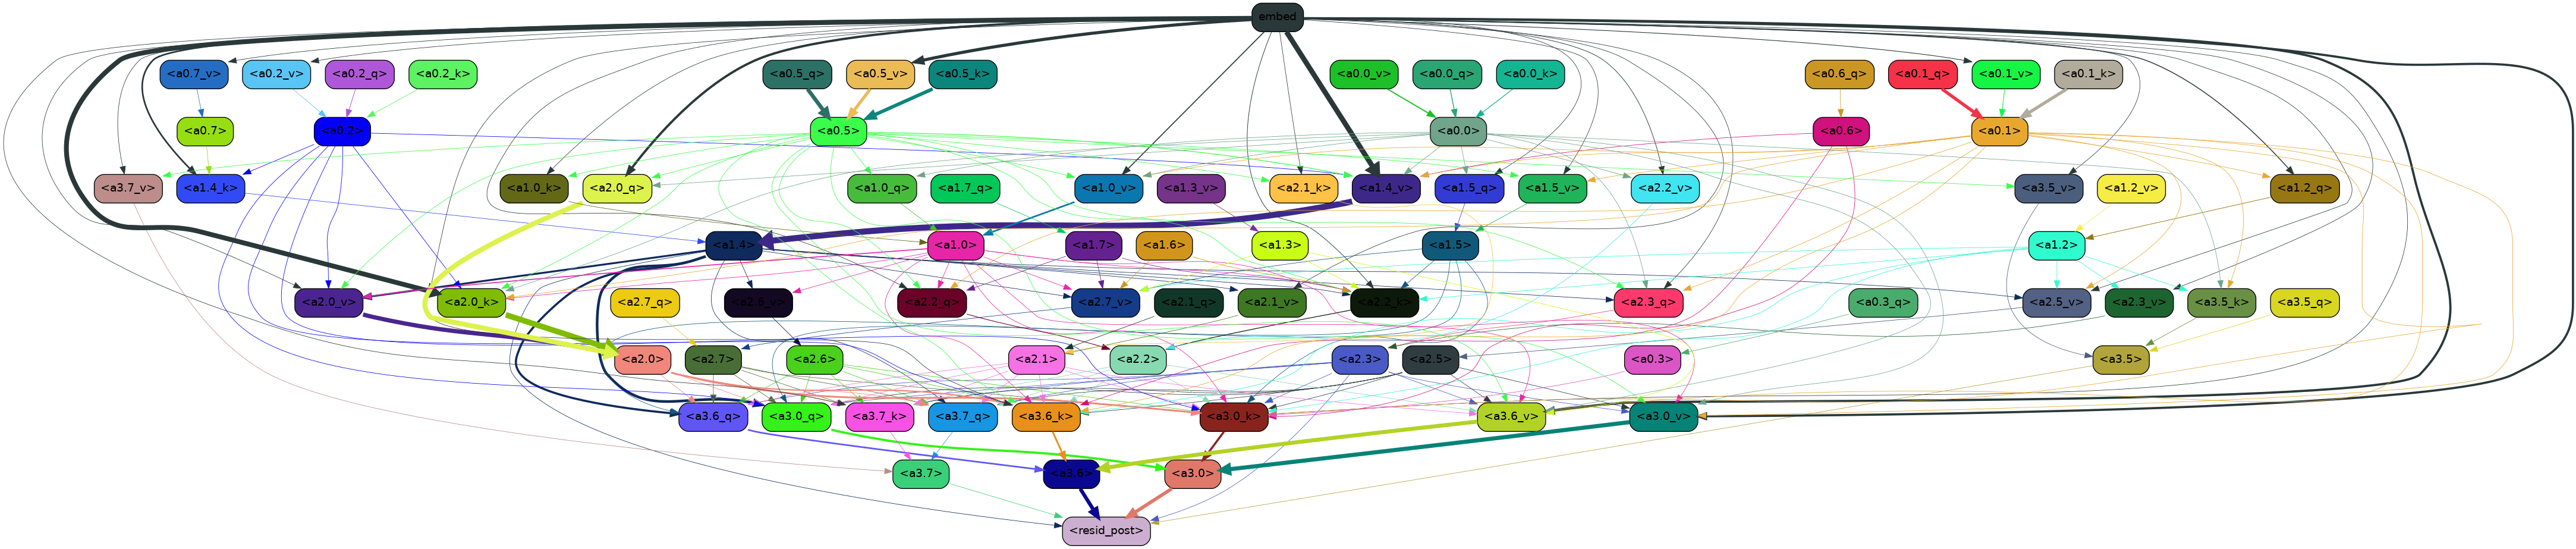 embed
<a0.7_v> <a0.2_v> <a0.2_q> <a0.2_k> <a0.5_q> <a0.5_v> <a0.5_k> <a0.0_v> <a0.0_q> <a0.0_k> <a0.6_q> <a0.1_q> <a0.1_v> <a0.1_k>
<a0.7> <a0.2> <a0.5> <a0.0> <a0.6> <a0.1>
<a3.7_v> <a1.4_k> <a1.0_k> <a2.0_q> <a1.0_q> <a1.7_q> <a1.0_v> <a1.3_v> <a2.1_k> <a1.4_v> <a1.5_q> <a1.5_v> <a2.2_v> <a3.5_v> <a1.2_v> <a1.2_q>
<a1.4> <a1.0> <a1.7> <a1.6> <a1.3> <a1.5> <a1.2>
<a2.0_v> <a2.0_k> <a2.7_q> <a2.6_v> <a2.2_q> <a2.7_v> <a2.1_q> <a2.1_v> <a2.2_k> <a2.3_q> <a0.3_q> <a2.5_v> <a2.3_v> <a3.5_k> <a3.5_q>
<a2.0> <a2.7> <a2.6> <a2.1> <a2.2> <a2.3> <a2.5> <a0.3> <a3.5>
<a3.6_q> <a3.0_q> <a3.7_k> <a3.7_q> <a3.6_k> <a3.0_k> <a3.6_v> <a3.0_v>
<a3.7> <a3.6> <a3.0>
<resid_post>